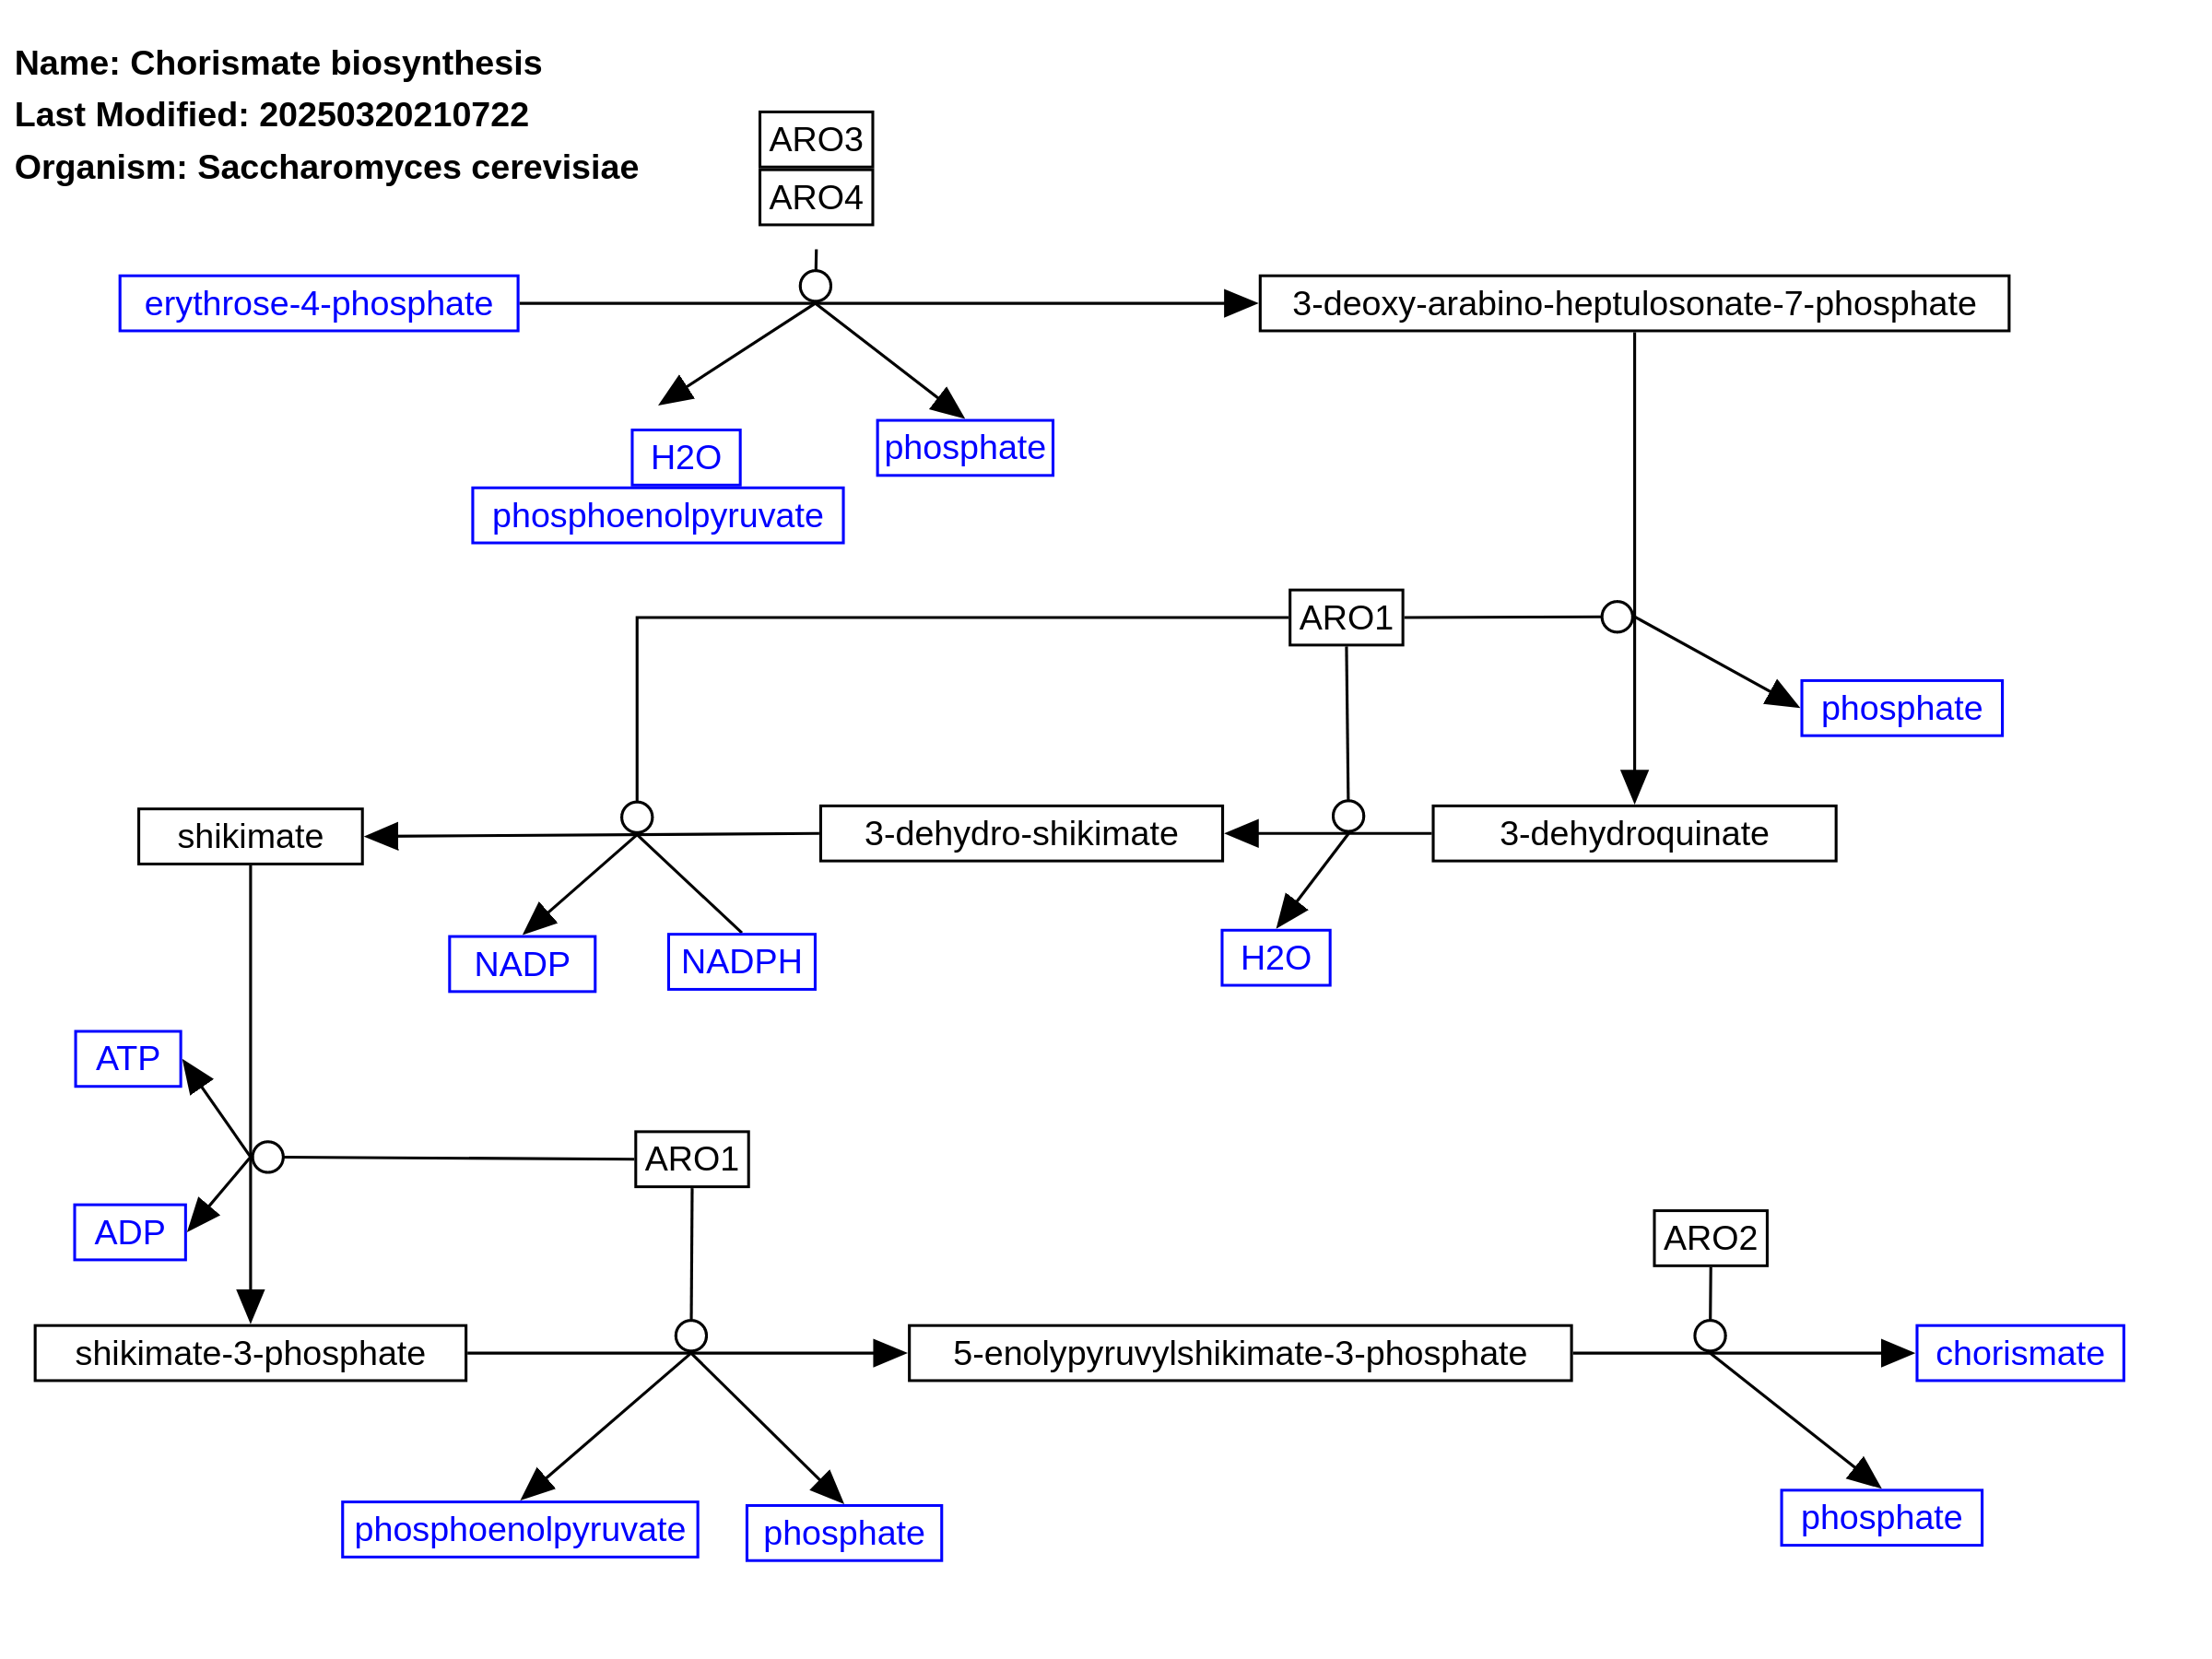 Name: Chorismate biosynthesis
Last Modified: 20250320210722
Organism: Saccharomyces cerevisiae
ARO3
ARO4
erythrose-4-phosphate
3-deoxy-arabino-heptulosonate-7-phosphate
H2O
phosphate
phosphoenolpyruvate
ARO1
phosphate
shikimate
3-dehydro-shikimate
3-dehydroquinate
NADP
NADPH
H2O
ATP
ARO1
ADP
ARO2
shikimate-3-phosphate
5-enolypyruvylshikimate-3-phosphate
chorismate
phosphoenolpyruvate
phosphate
phosphate